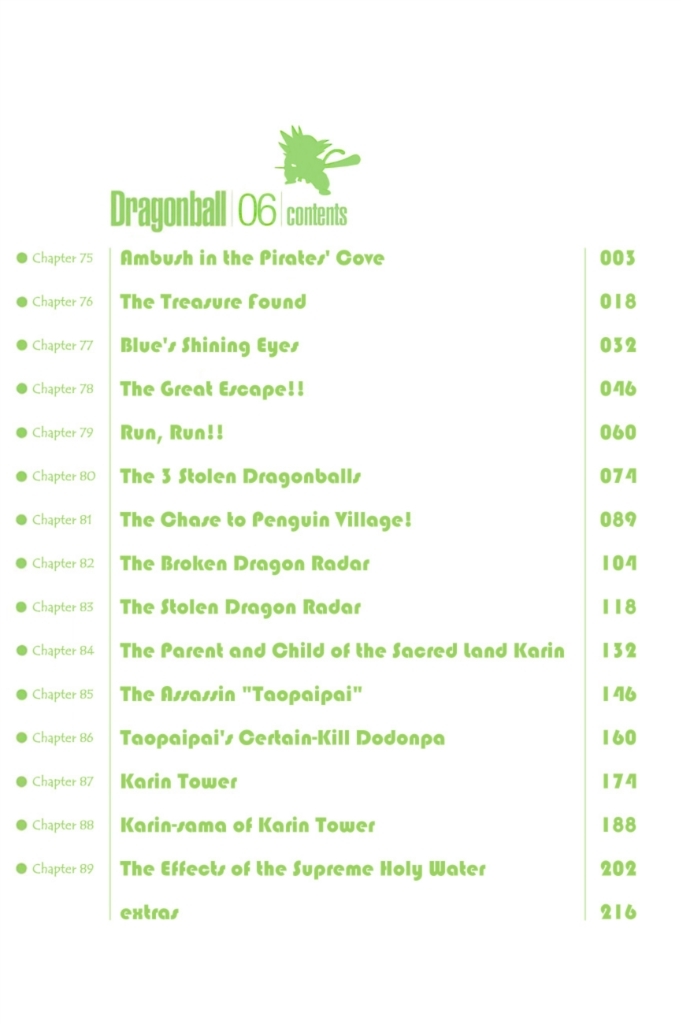 Dragonball 06 contents
Chapter 75 Ambush in the Pirates' Cove 003
Chapter 76 The Treasure Found 018
Chapter 77 Blue's Shining Eyes 032
Chapter 78 The Great Escape!! 046
Chapter 79 Run, Run!! 060
Chapter 80 The 3 Stolen Dragonballs 074
Chapter 81 The Chase to Penguin Village! 089
Chapter 82 The Broken Dragon Radar 104
Chapter 83 The Stolen Dragon Radar 118
Chapter 84 The Parent and Child of the Sacred Land Karin 132
Chapter 85 The Assassin "Taopaipai" 146
Chapter 86 Taopaipai's Certain-Kill Dodonpa 160
Chapter 87 Karin Tower 174
Chapter 88 Karin-sama of Karin Tower 188
Chapter 89 The Effects of the Supreme Holy Water 202
extras 216